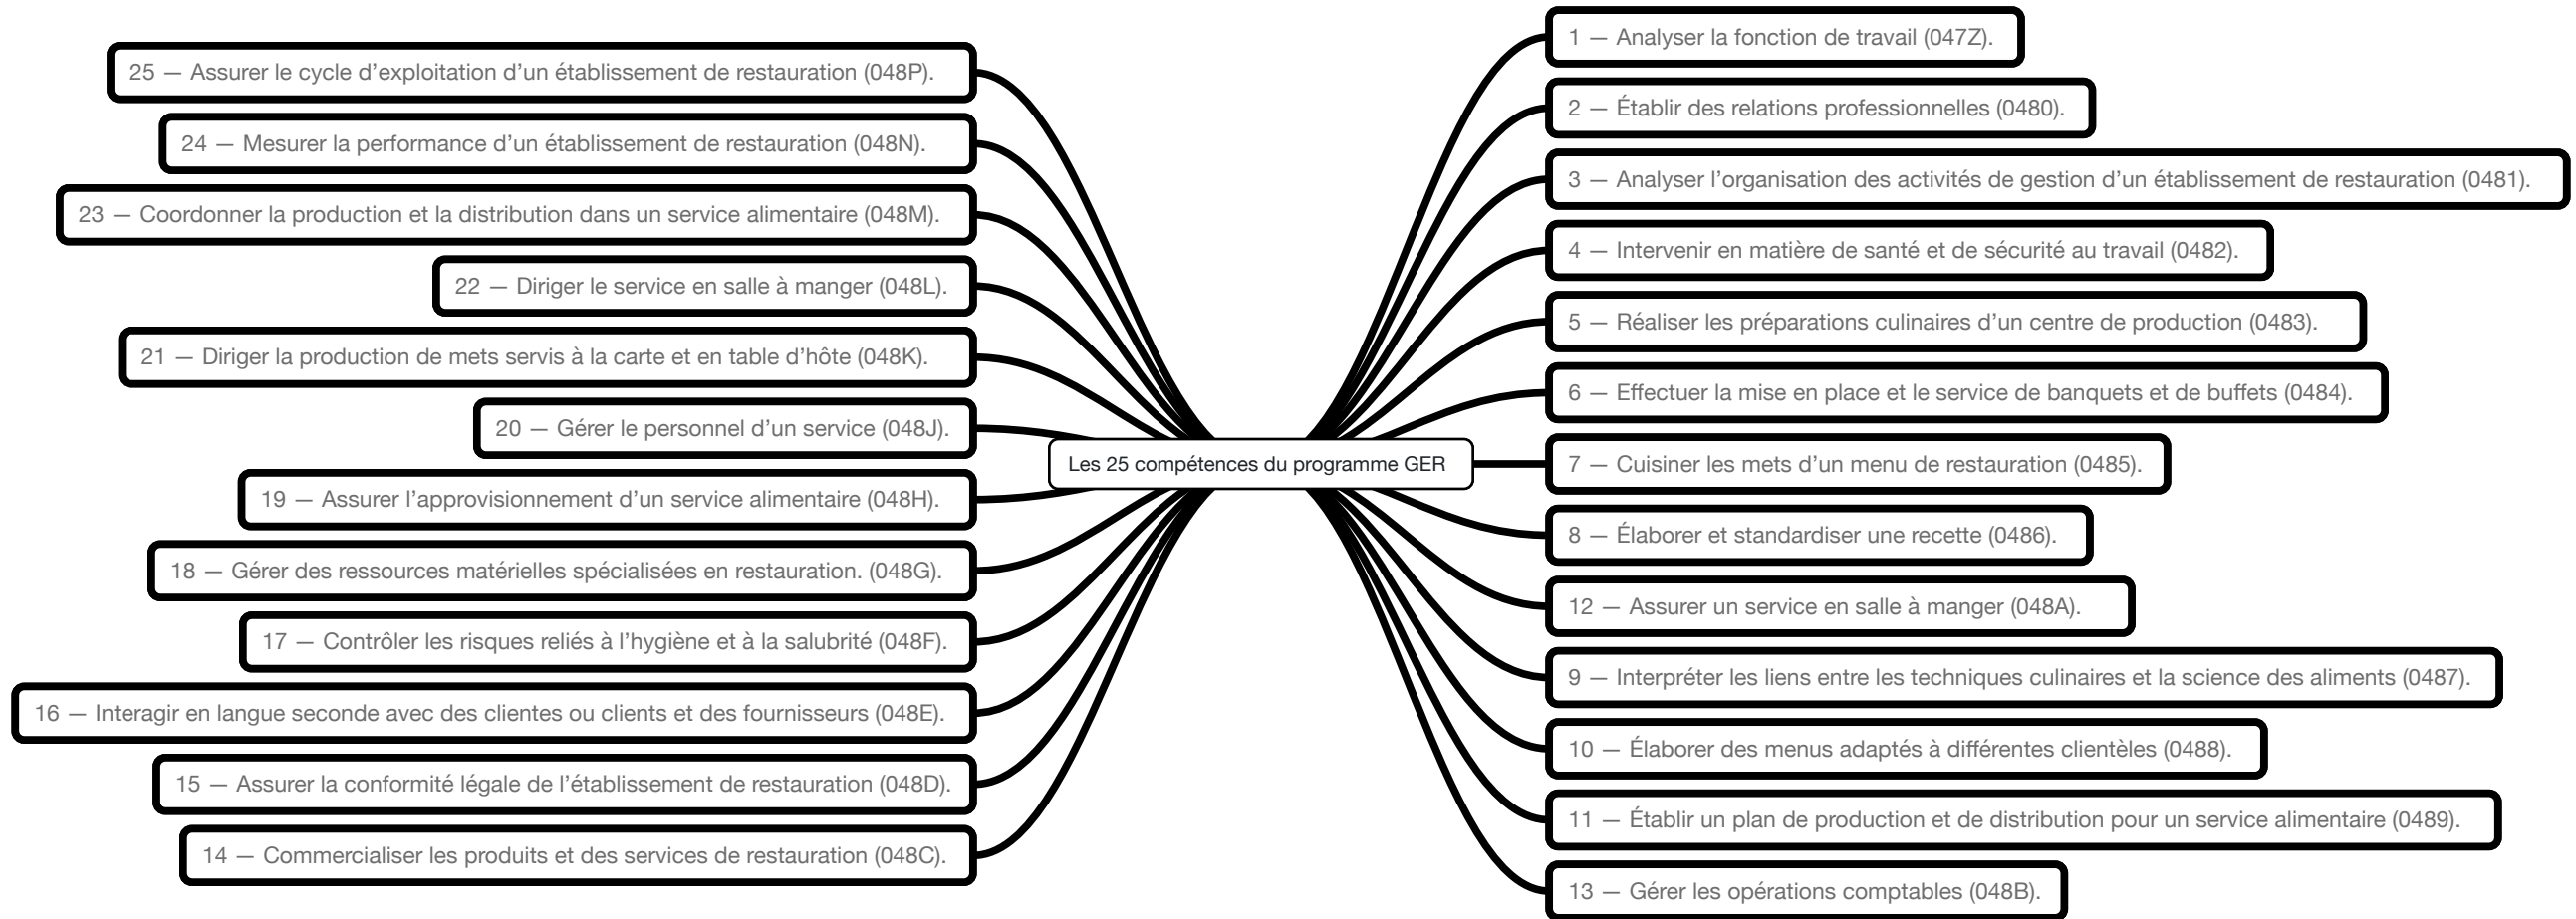 Les 25 compétences du programme GER
1 — Analyser la fonction de travail (047Z).
2 — Établir des relations professionnelles (0480).
3 — Analyser l’organisation des activités de gestion d’un établissement de restauration (0481).
4 — Intervenir en matière de santé et de sécurité au travail (0482).
5 — Réaliser les préparations culinaires d’un centre de production (0483).
6 — Effectuer la mise en place et le service de banquets et de buffets (0484).
7 — Cuisiner les mets d’un menu de restauration (0485).
8 — Élaborer et standardiser une recette (0486).
12 — Assurer un service en salle à manger (048A).
9 — Interpréter les liens entre les techniques culinaires et la science des aliments (0487).
10 — Élaborer des menus adaptés à différentes clientèles (0488).
11 — Établir un plan de production et de distribution pour un service alimentaire (0489).
13 — Gérer les opérations comptables (048B).
25 — Assurer le cycle d’exploitation d’un établissement de restauration (048P).
24 — Mesurer la performance d’un établissement de restauration (048N).
23 — Coordonner la production et la distribution dans un service alimentaire (048M).
22 — Diriger le service en salle à manger (048L).
21 — Diriger la production de mets servis à la carte et en table d’hôte (048K).
20 — Gérer le personnel d’un service (048J).
19 — Assurer l’approvisionnement d’un service alimentaire (048H).
18 — Gérer des ressources matérielles spécialisées en restauration. (048G).
17 — Contrôler les risques reliés à l’hygiène et à la salubrité (048F).
16 — Interagir en langue seconde avec des clientes ou clients et des fournisseurs (048E).
15 — Assurer la conformité légale de l’établissement de restauration (048D).
14 — Commercialiser les produits et des services de restauration (048C).